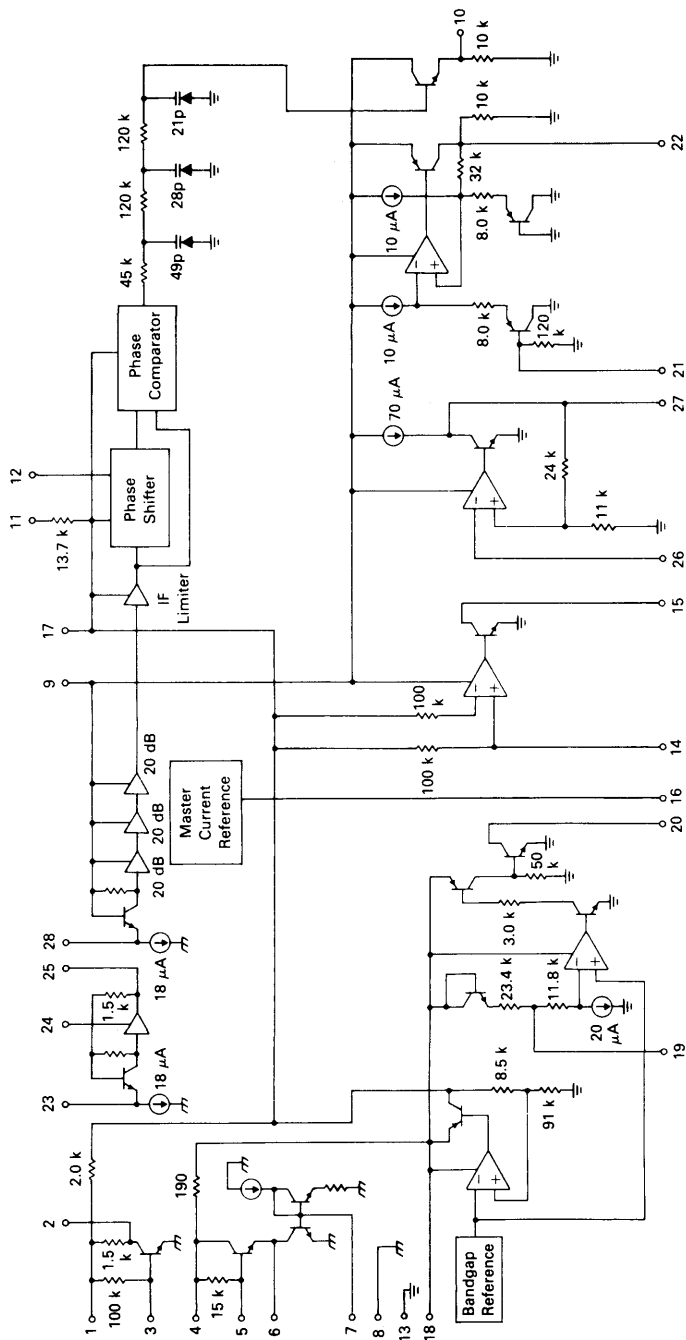 1
2
3
4
5
6
7
8
13
18
100 k
1.5
k
2.0 k
15 k
190
23
24
25
28
18 µA
1.5
k
18 µA
20 dB
20 dB
20 dB
9
17
11
12
13.7 k
IF
Limiter
Phase
Shifter
Phase
Comparator
45 k
120 k
120 k
49p
28p
21p
Master
Current
Reference
Bandgap
Reference
8.5 k
91 k
23.4 k
11.8 k
20
µA
3.0 k
50
k
19
20
16
14
15
100 k
100
k
26
27
21
22
10
70 µA
24 k
11 k
10 µA
10 µA
8.0 k
8.0 k
120
k
32 k
10 k
10 k
−
+
−
+
−
+
−
+
−
+